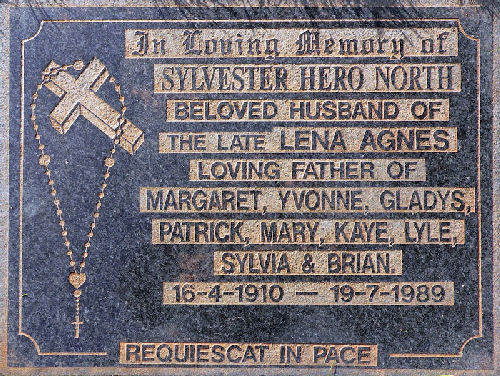 In Loving Memory of
SYLVESTER HERO NORTH
BELOVED HUSBAND OF
THE LATE LENA AGNES
LOVING FATHER OF
MARGARET, YVONNE, GLADYS,
PATRICK, MARY, KAYE, LYLE,
SYLVIA & BRIAN.
16-4-1910 — 19-7-1989
REQUIESCAT IN PACE